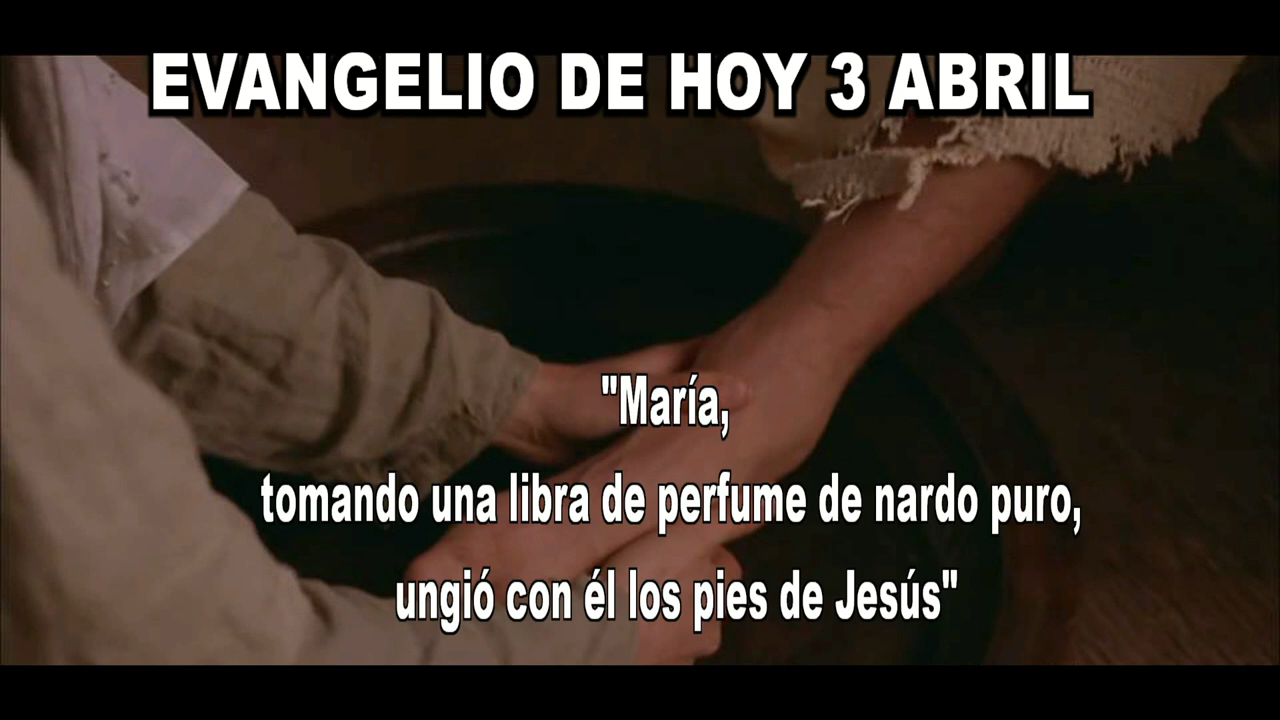 EVANGELIO DE HOY 3 ABRIL
"María,
tomando una libra de perfume de nardo puro,
ungió con él los pies de Jesús"